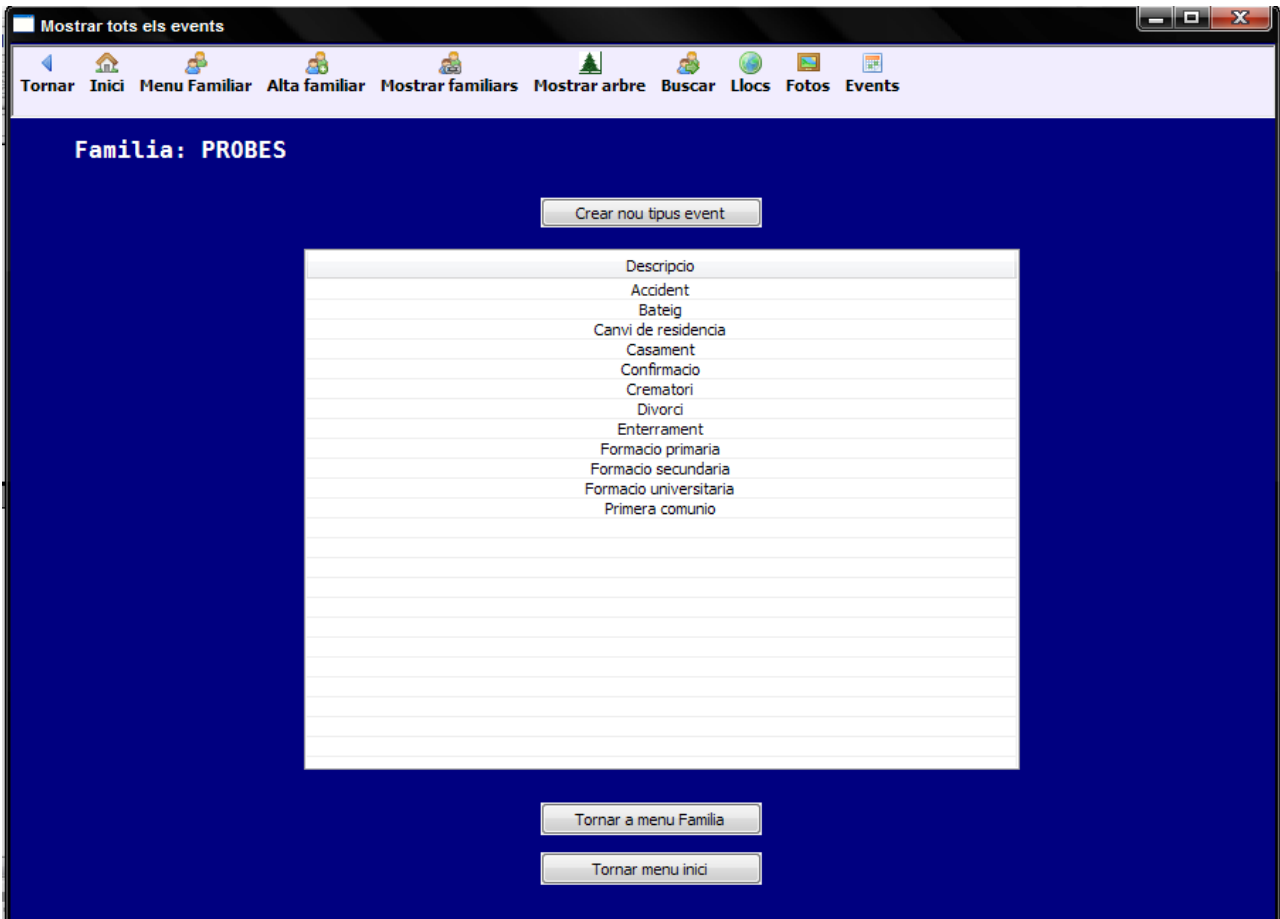 Mostrar tots els events
Tornar Inici Menu Familiar Alta familiar Mostrar familiars Mostrar arbre Buscar Llocs Fotos Events
Familia: PROBES
Crear nou tipus event
Descripcio
Accident
Bateig
Canvi de residencia
Casament
Confirmacio
Crematori
Divorci
Enterrament
Formacio primaria
Formacio secundaria
Formacio universitaria
Primera comunio
Tornar a menu Familia
Tornar menu inici